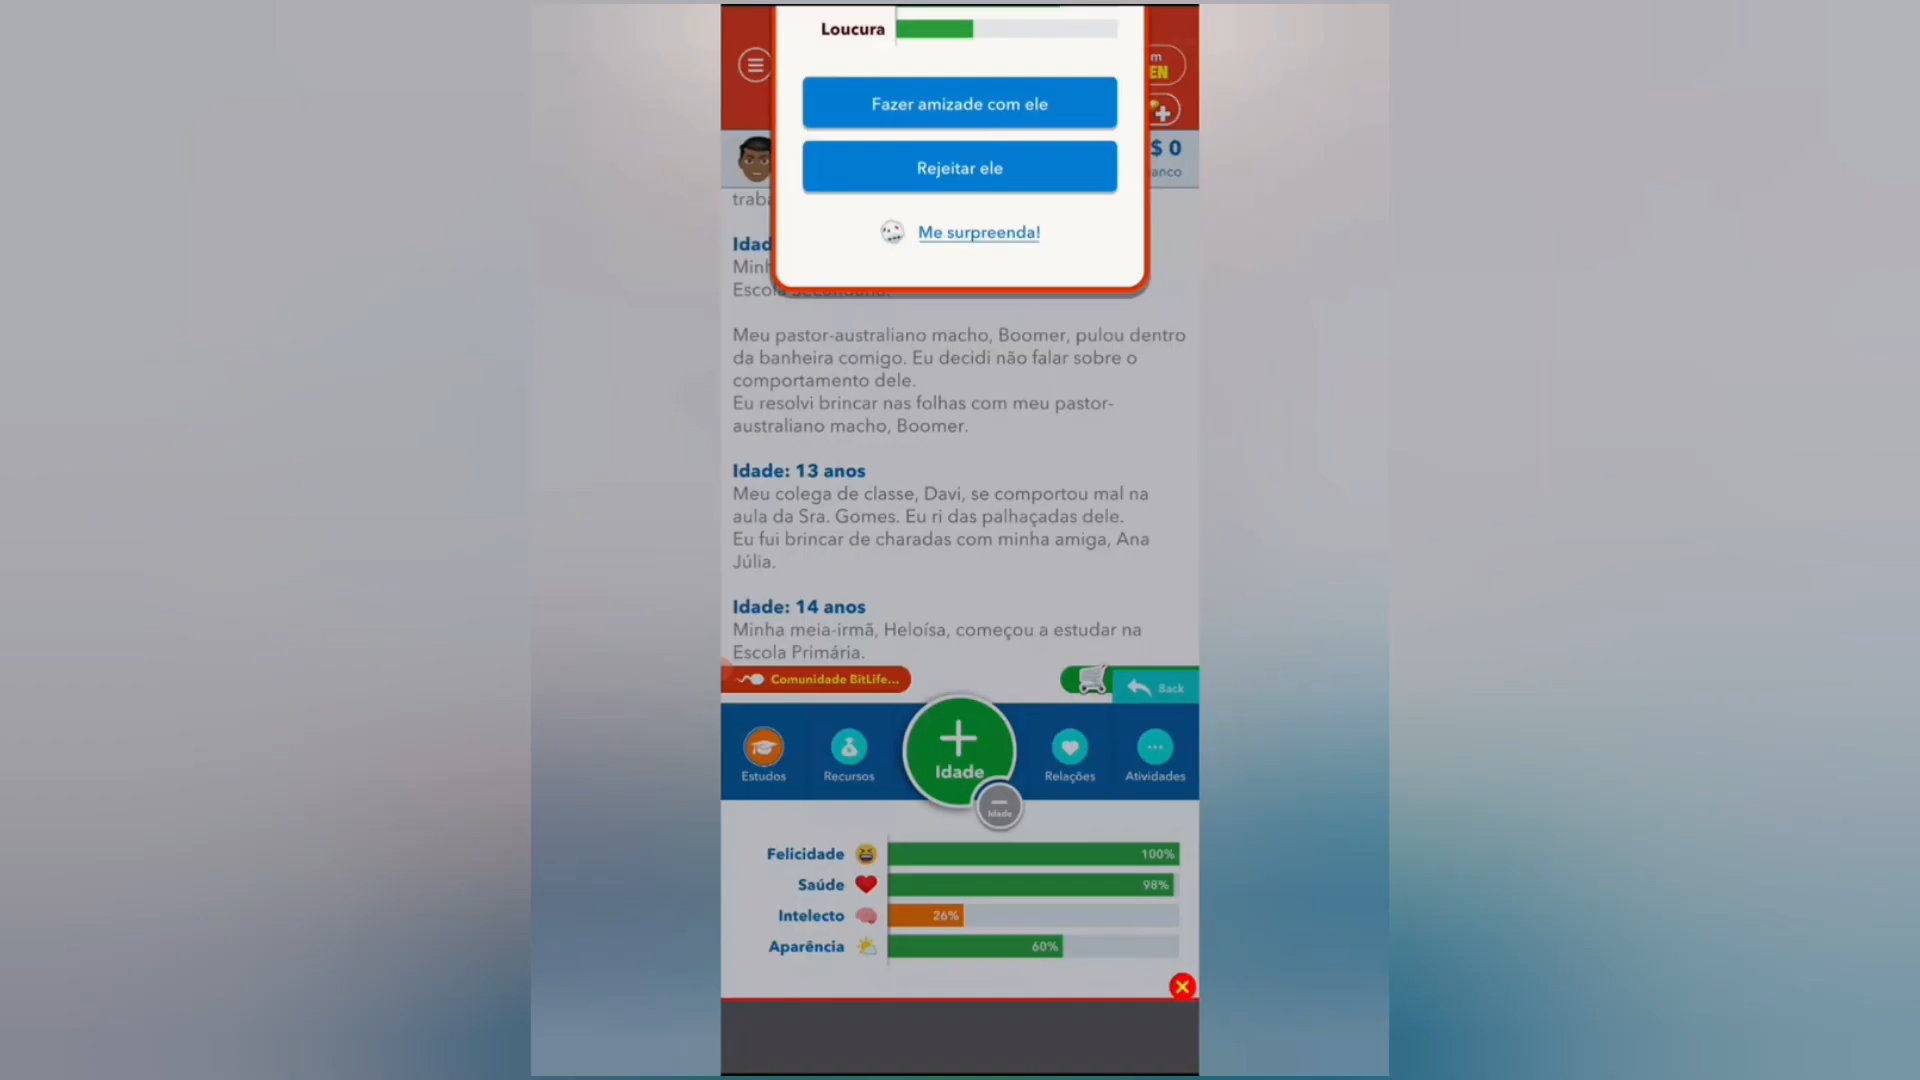 Loucura
m
EN
Fazer amizade com ele
$ 0
anco
Rejeitar ele
Me surpreenda!
Escola
Meu pastor-australiano macho, Boomer, pulou dentro
da banheira comigo. Eu decidi não falar sobre o
comportamento dele.
Eu resolvi brincar nas folhas com meu pastor-
australiano macho, Boomer.
Idade: 13 anos
Meu colega de classe, Davi, se comportou mal na
aula da Sra. Gomes. Eu ri das palhaçadas dele.
Eu fui brincar de charadas com minha amiga, Ana
Júlia.
Idade: 14 anos
Minha meia-irmã, Heloísa, começou a estudar na
Escola Primária.
Comunidade BitLife...
Back
Estudos
Recursos
Idade
Relações
Atividades
Idade
Felicidade 100%
Saúde 98%
Intelecto 26%
Aparência 60%